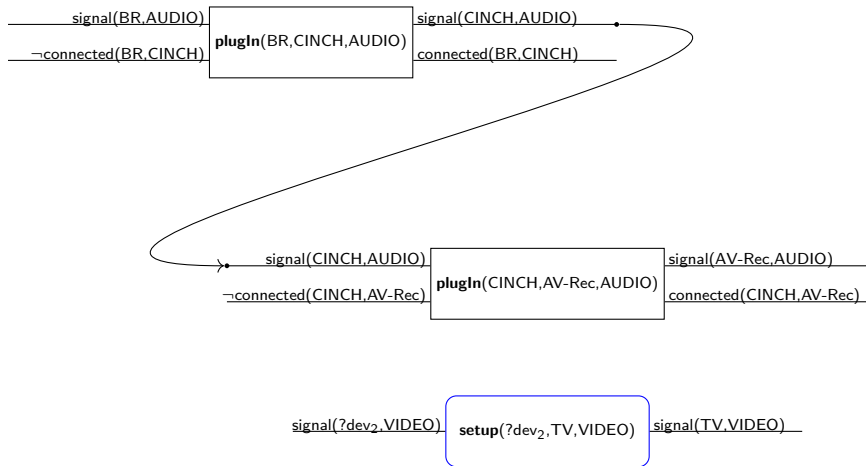 signal(BR,AUDIO)
¬connected(BR,CINCH)
plugIn(BR,CINCH,AUDIO)
signal(CINCH,AUDIO)
connected(BR,CINCH)
signal(CINCH,AUDIO)
¬connected(CINCH,AV-Rec)
plugIn(CINCH,AV-Rec,AUDIO)
signal(AV-Rec,AUDIO)
connected(CINCH,AV-Rec)
signal(?dev₂,VIDEO)
setup(?dev₂,TV,VIDEO)
signal(TV,VIDEO)